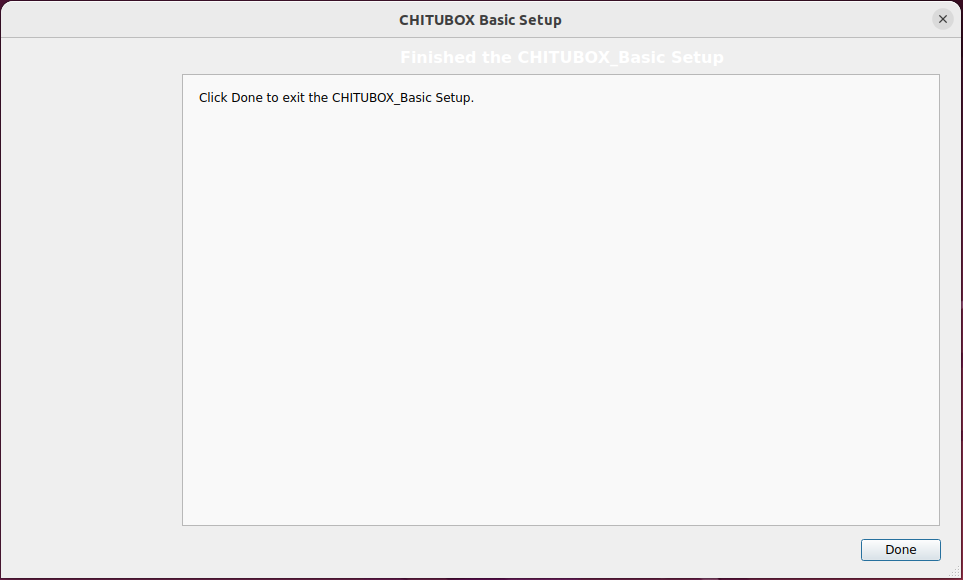 CHITUBOX Basic Setup
Finished the CHITUBOX_Basic Setup
Click Done to exit the CHITUBOX_Basic Setup.
Done